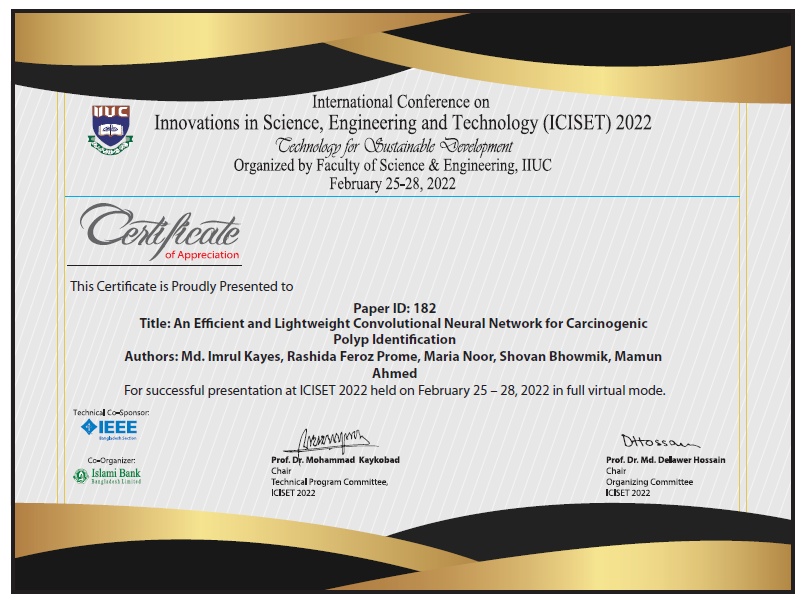 IIUC
International Conference on
Innovations in Science, Engineering and Technology (ICISET) 2022
Technology for Sustainable Development
Organized by Faculty of Science & Engineering, IIUC
February 25-28, 2022
Certificate
of Appreciation
This Certificate is Proudly Presented to
Paper ID: 182
Title: An Efficient and Lightweight Convolutional Neural Network for Carcinogenic
Polyp Identification
Authors: Md. Imrul Kayes, Rashida Feroz Prome, Maria Noor, Shovan Bhowmik, Mamun
Ahmed
For successful presentation at ICISET 2022 held on February 25 – 28, 2022 in full virtual mode.
Technical Co-Sponsor:
IEEE
Bangladesh Section
Co-Organizer:
Islami Bank
Bangladesh Limited
Prof. Dr. Mohammad Kaykobad
Chair
Technical Program Committee,
ICISET 2022
DHossain
Prof. Dr. Md. Delawer Hossain
Chair
Organizing Committee
ICISET 2022